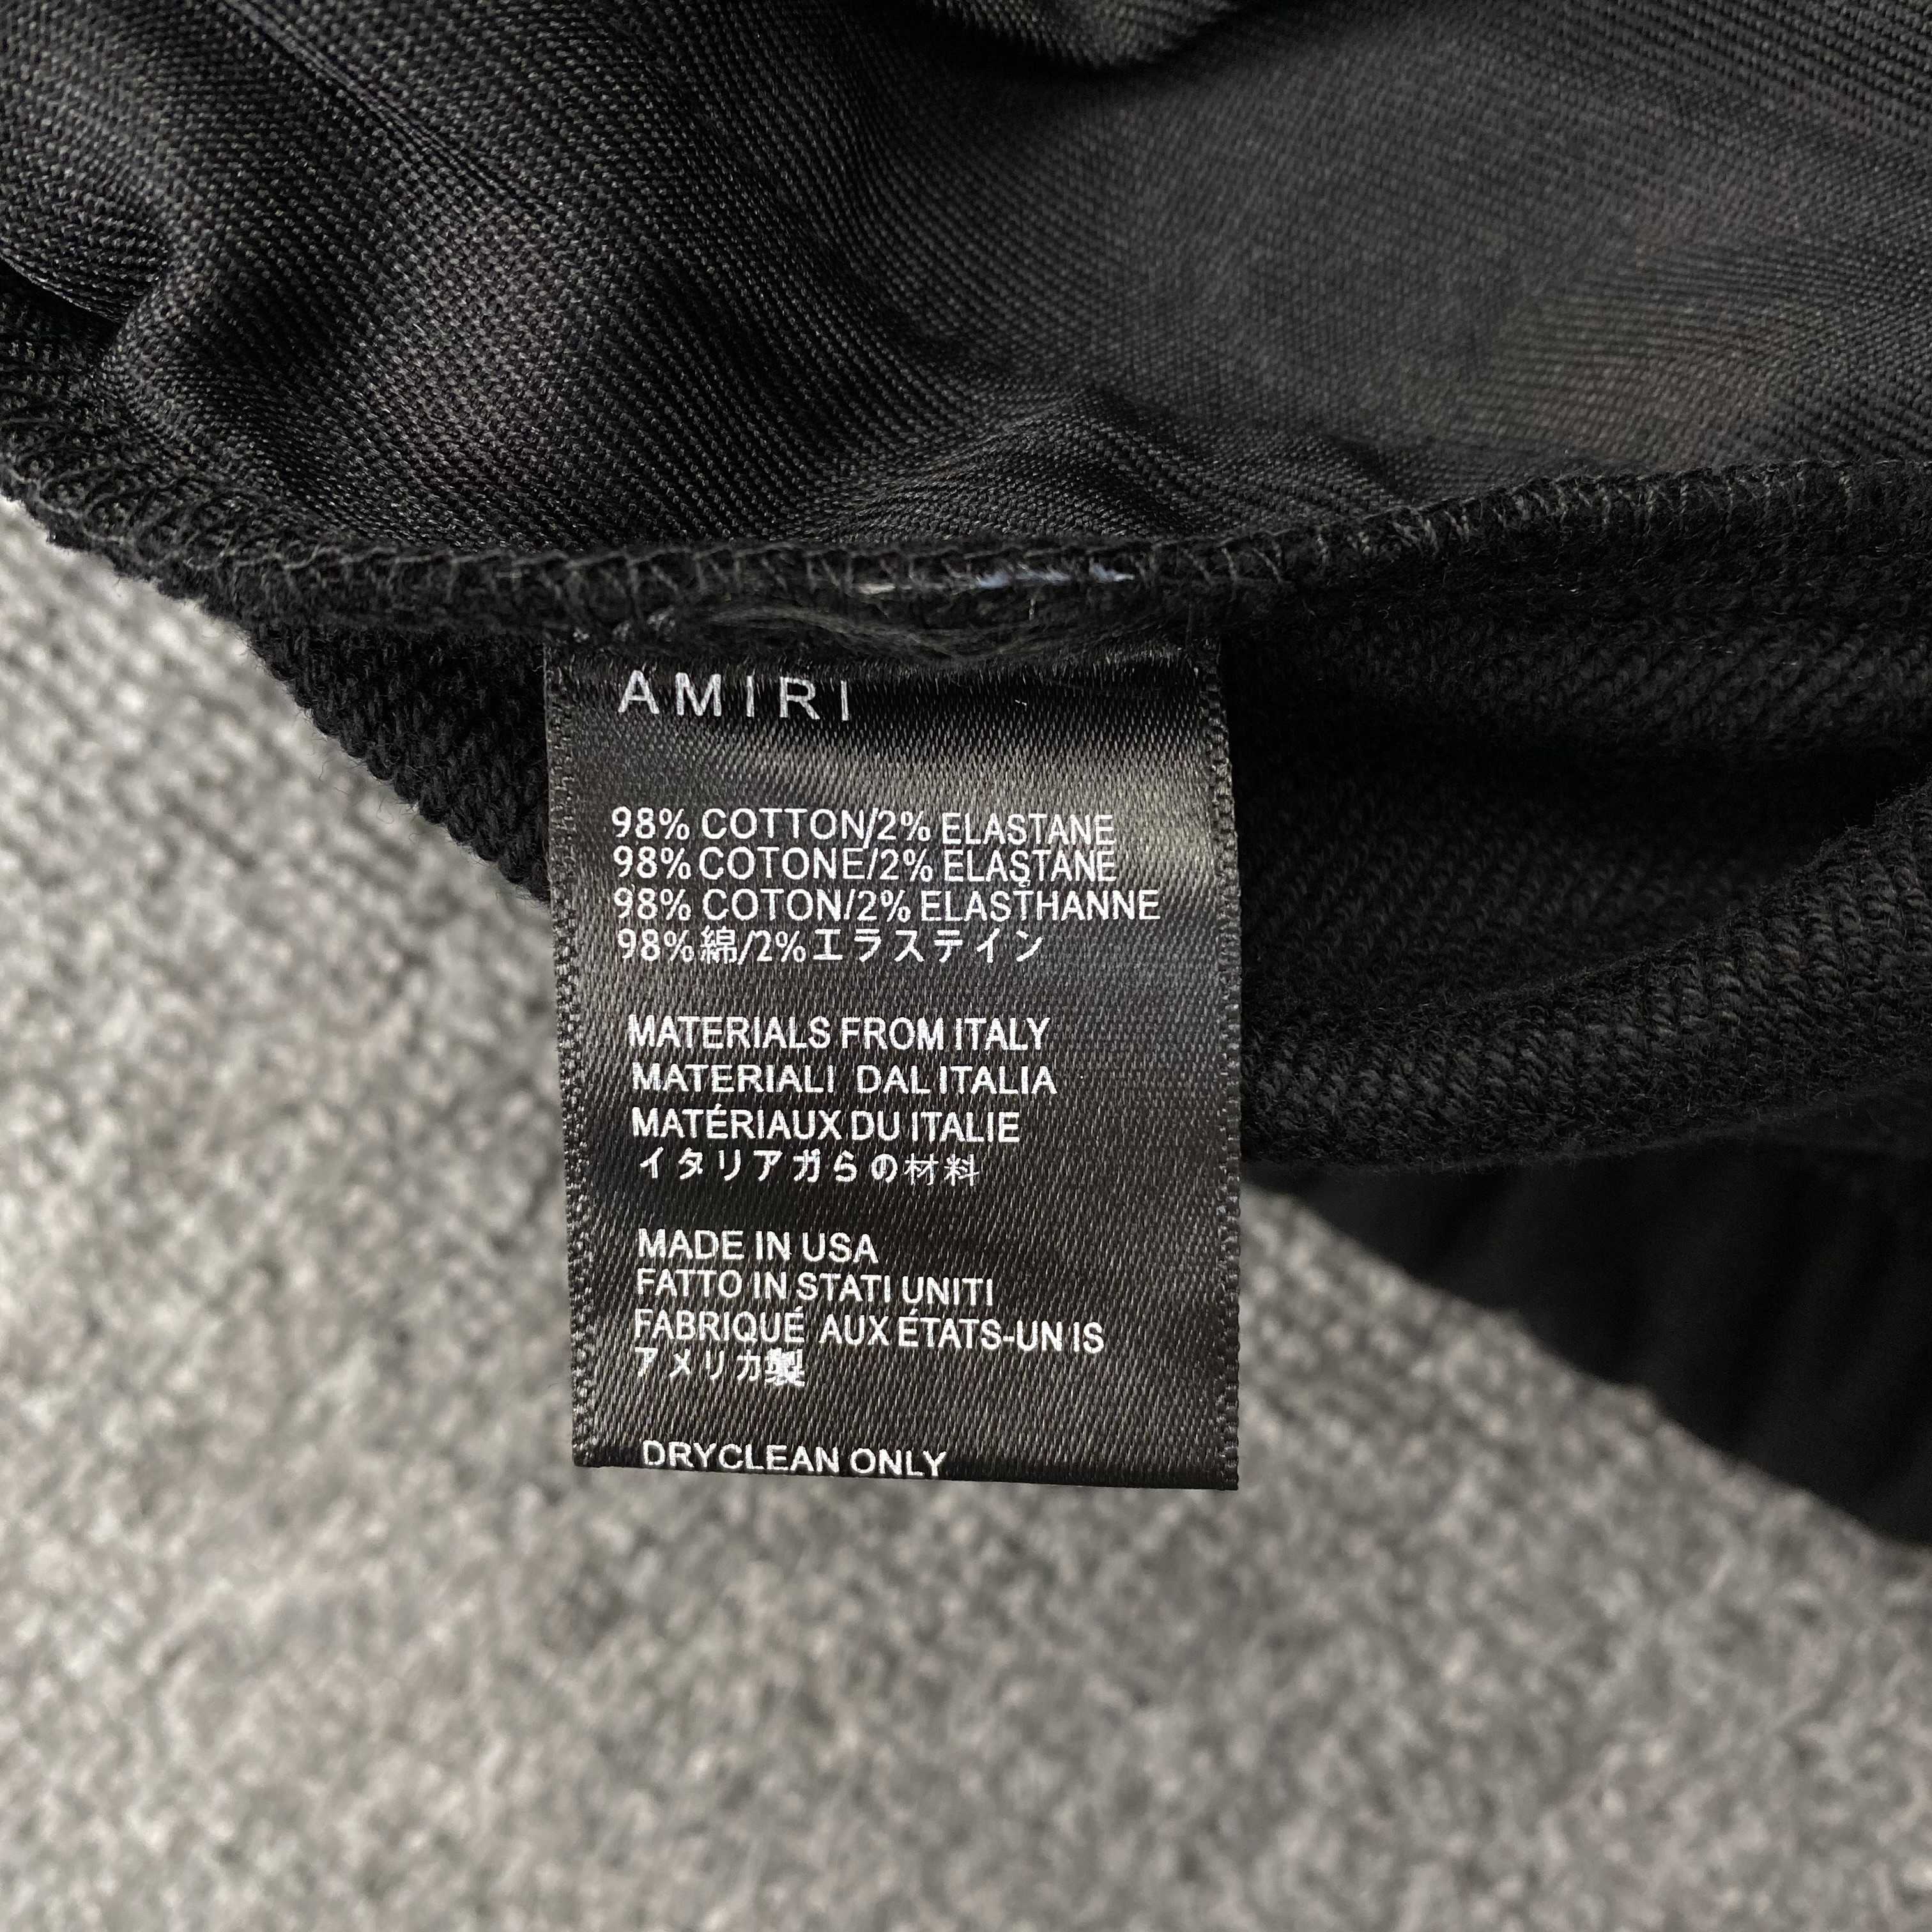 AMIRI
98% COTTON/2% ELASTANE
98% COTONE/2% ELASTANE
98% COTON/2% ELASTHANNE
98%綿/2%エラステイン
MATERIALS FROM ITALY
MATERIALI DAL ITALIA
MATÉRIAUX DU ITALIE
イタリアガらの材料
MADE IN USA
FATTO IN STATI UNITI
FABRIQUÉ AUX ÉTATS-UN IS
アメリカ製
DRYCLEAN ONLY